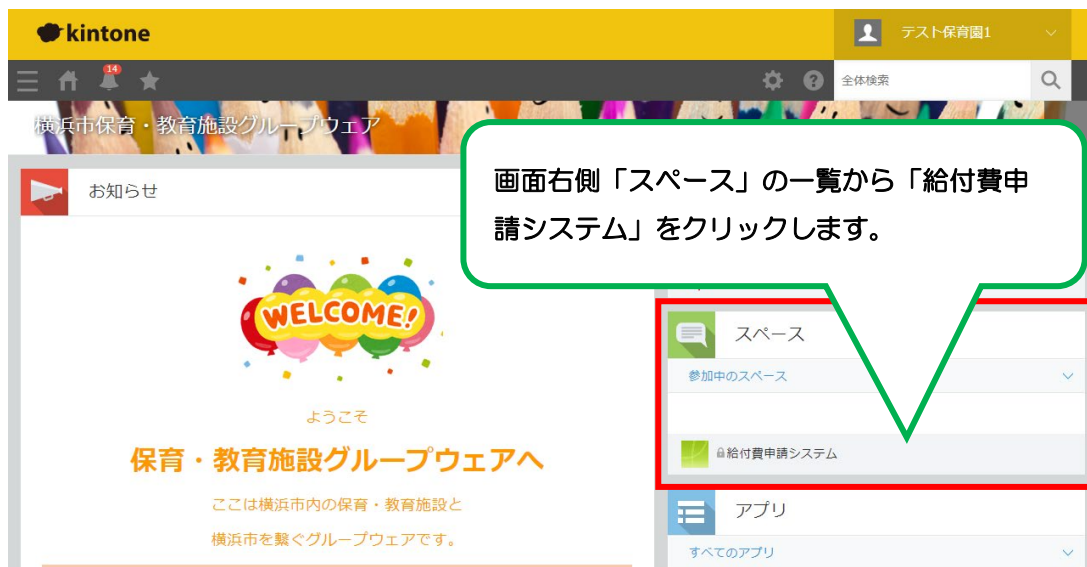 kintone
テスト保育園1
14
全体検索
横浜市保育・教育施設グループウェア
お知らせ
画面右側「スペース」の一覧から「給付費申
請システム」をクリックします。
WELCOME!
ようこそ
保育・教育施設グループウェアへ
ここは横浜市内の保育・教育施設と
横浜市を繋ぐグループウェアです。
スペース
参加中のスペース
給付費申請システム
アプリ
すべてのアプリ